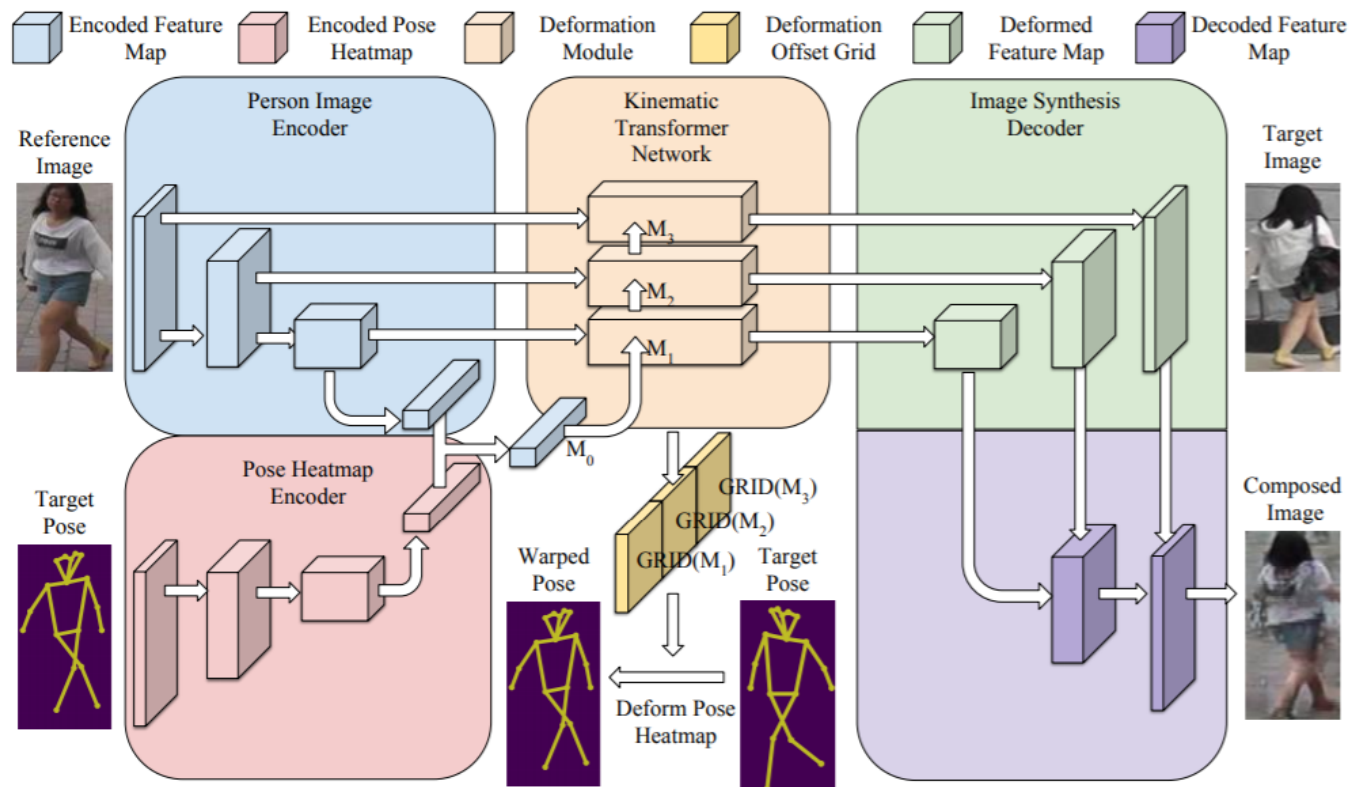 Encoded Feature
Map
Encoded Pose
Heatmap
Deformation
Module
Deformation
Offset Grid
Deformed
Feature Map
Decoded Feature
Map
Person Image
Encoder
Kinematic
Transformer
Network
Image Synthesis
Decoder
Reference
Image
Target
Image
M3
M2
M1
M0
Pose Heatmap
Encoder
GRID(M3)
GRID(M2)
GRID(M1)
Target
Pose
Warped
Pose
Target
Pose
Composed
Image
Deform Pose
Heatmap